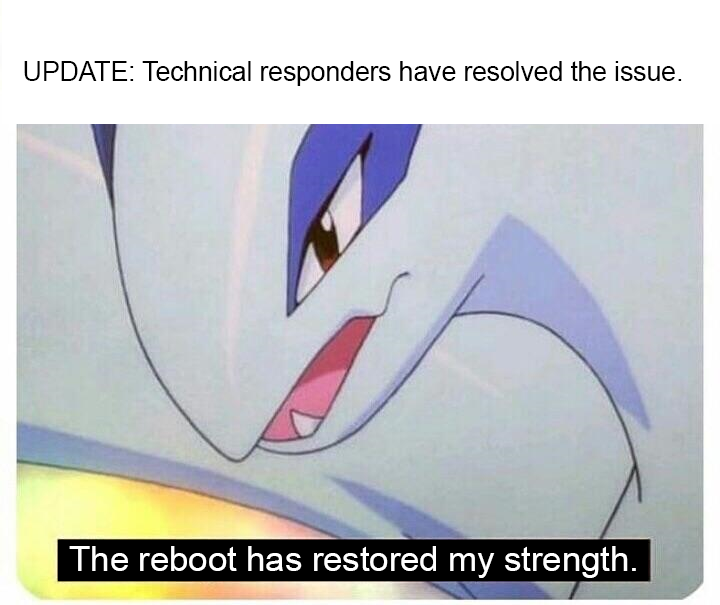 UPDATE: Technical responders have resolved the issue.
The reboot has restored my strength.